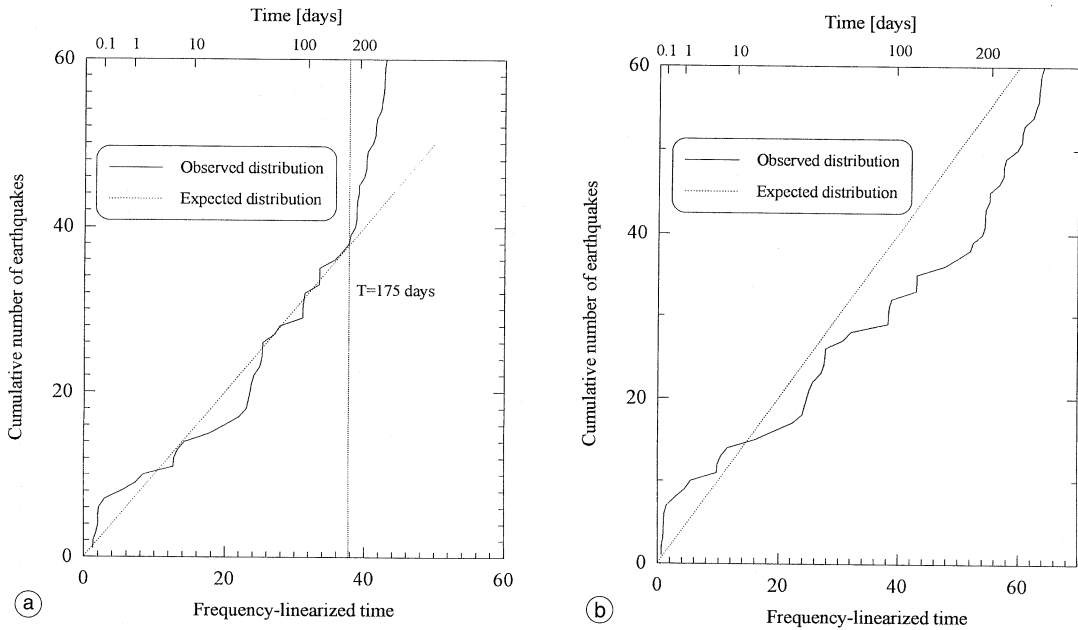 Time [days]
0.1 1 10 100 200
60
40
20
0
Cumulative number of earthquakes
Observed distribution
Expected distribution
T=175 days
0 20 40 60
Frequency-linearized time
a
Time [days]
0.1 1 10 100 200
60
40
20
0
Cumulative number of earthquakes
Observed distribution
Expected distribution
0 20 40 60
Frequency-linearized time
b